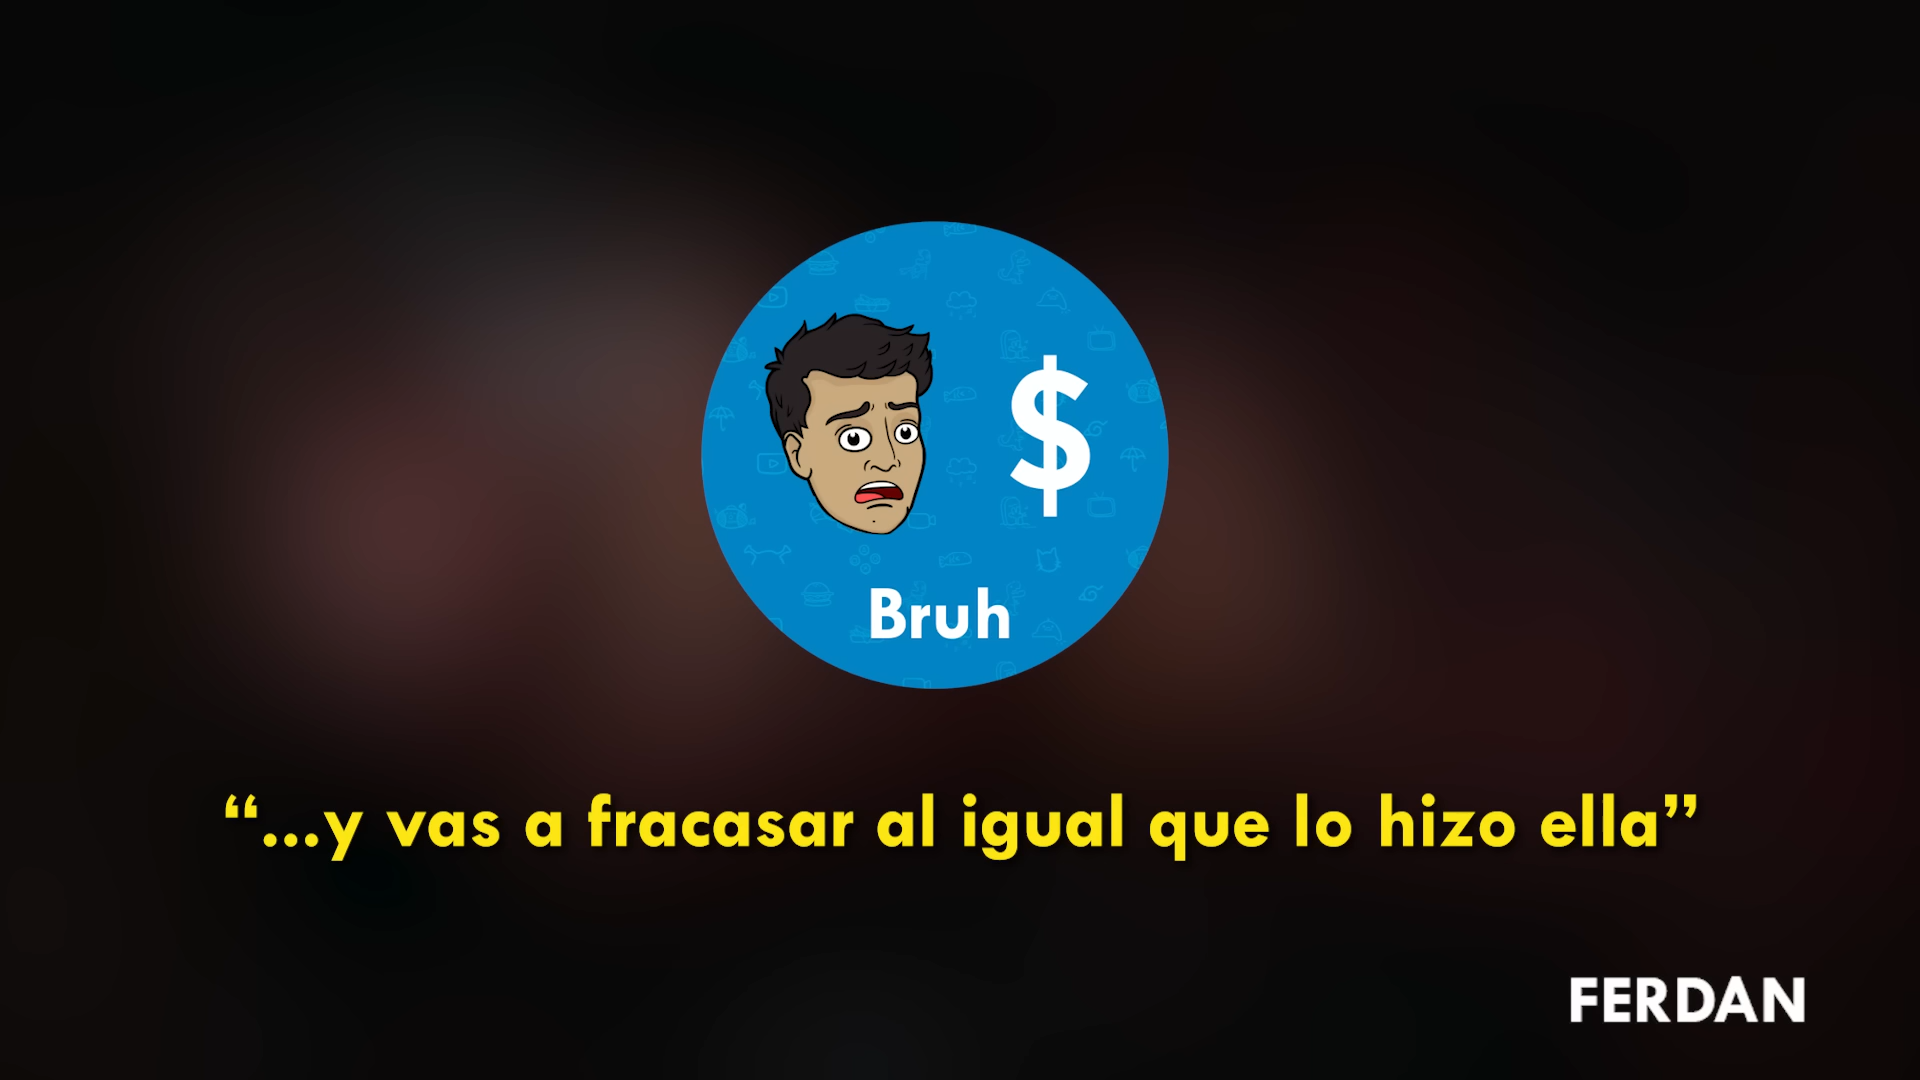 $
Bruh
“...y vas a fracasar al igual que lo hizo ella”
FERDAN